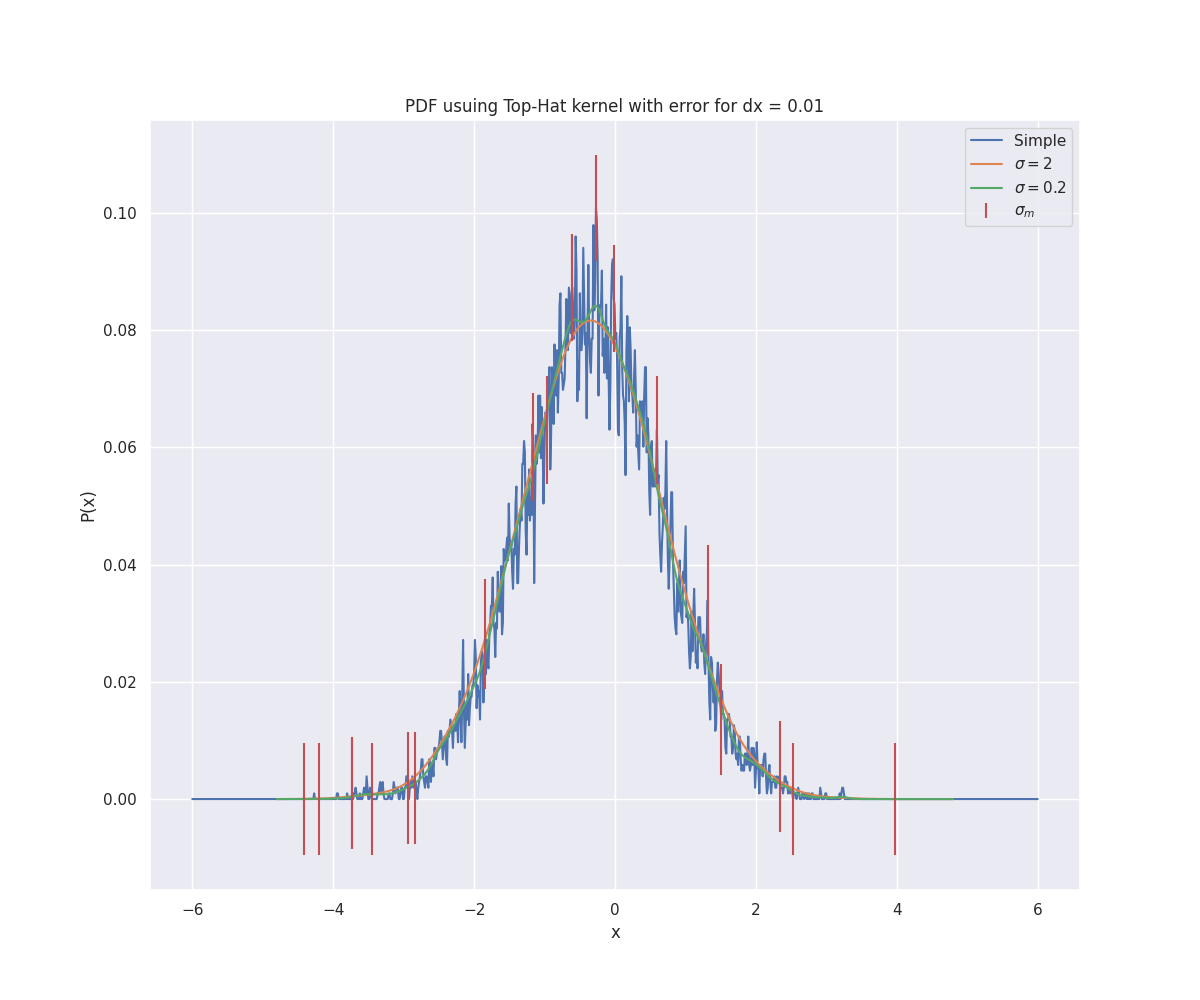 PDF usuing Top-Hat kernel with error for dx = 0.01
Simple
σ = 2
σ = 0.2
σₘ
0.10
0.08
0.06
0.04
0.02
0.00
P(x)
−6 −4 −2 0 2 4 6
x